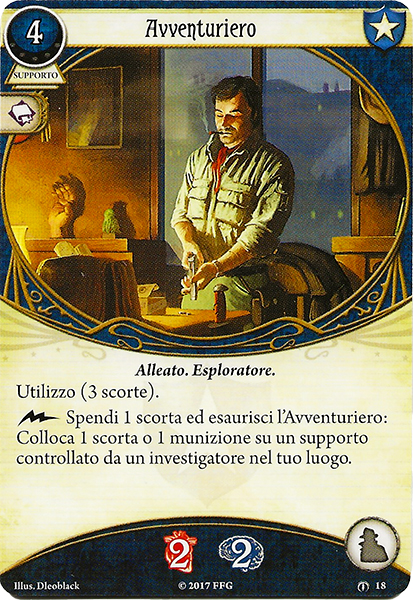 Avventuriero
4
SUPPORTO
Alleato. Esploratore.
Utilizzo (3 scorte).
Spendi 1 scorta ed esaurisci l'Avventuriero:
Colloca 1 scorta o 1 munizione su un supporto
controllato da un investigatore nel tuo luogo.
2 2
Illus. Dleoblack © 2017 FFG 18